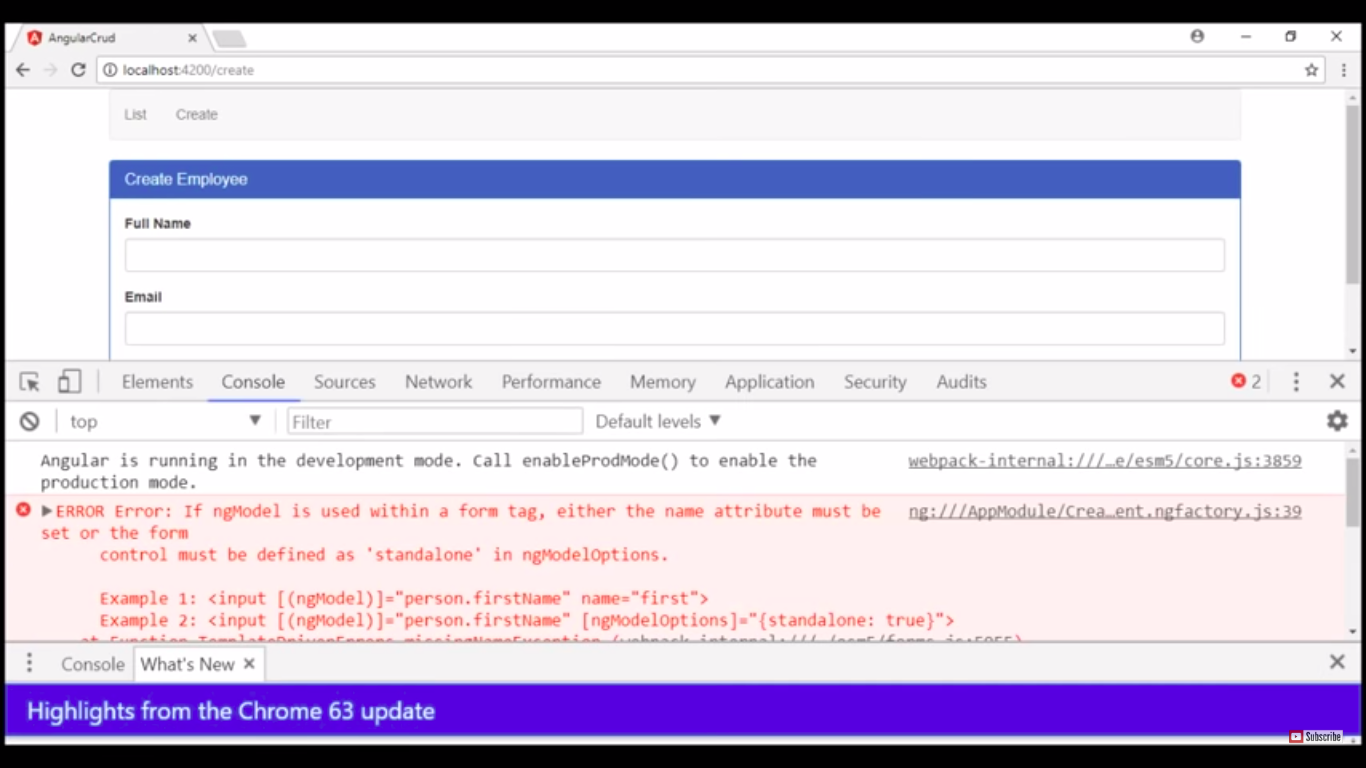 AngularCrud
localhost:4200/create
List Create
Create Employee
Full Name
Email
Elements Console Sources Network Performance Memory Application Security Audits 2
top Filter Default levels
Angular is running in the development mode. Call enableProdMode() to enable the webpack-internal:///…e/esm5/core.js:3859
production mode.
ERROR Error: If ngModel is used within a form tag, either the name attribute must be ng:///AppModule/Crea…ent.ngfactory.js:39
set or the form
control must be defined as 'standalone' in ngModelOptions.
Example 1: <input [(ngModel)]="person.firstName" name="first">
Example 2: <input [(ngModel)]="person.firstName" [ngModelOptions]="{standalone: true}">
at Function.TemplateDrivenErrors.missingNameException
Console What's New
Highlights from the Chrome 63 update
Subscribe